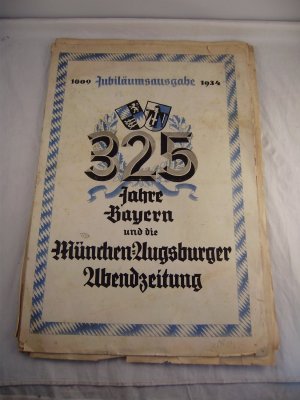 1609 Jubiläumsausgabe 1934
325
Jahre
Bayern
und die
München-Augsburger
Abendzeitung